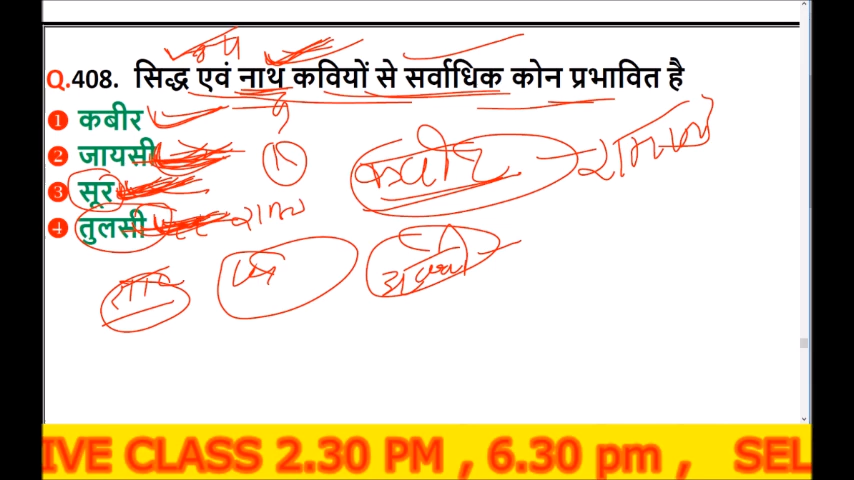 Q.408. सिद्ध एवं नाथ कवियों से सर्वाधिक कोन प्रभावित है
1 कबीर
2 जायसी
3 सूर
4 तुलसी
कबीर
IVE CLASS 2.30 PM , 6.30 pm , SEL